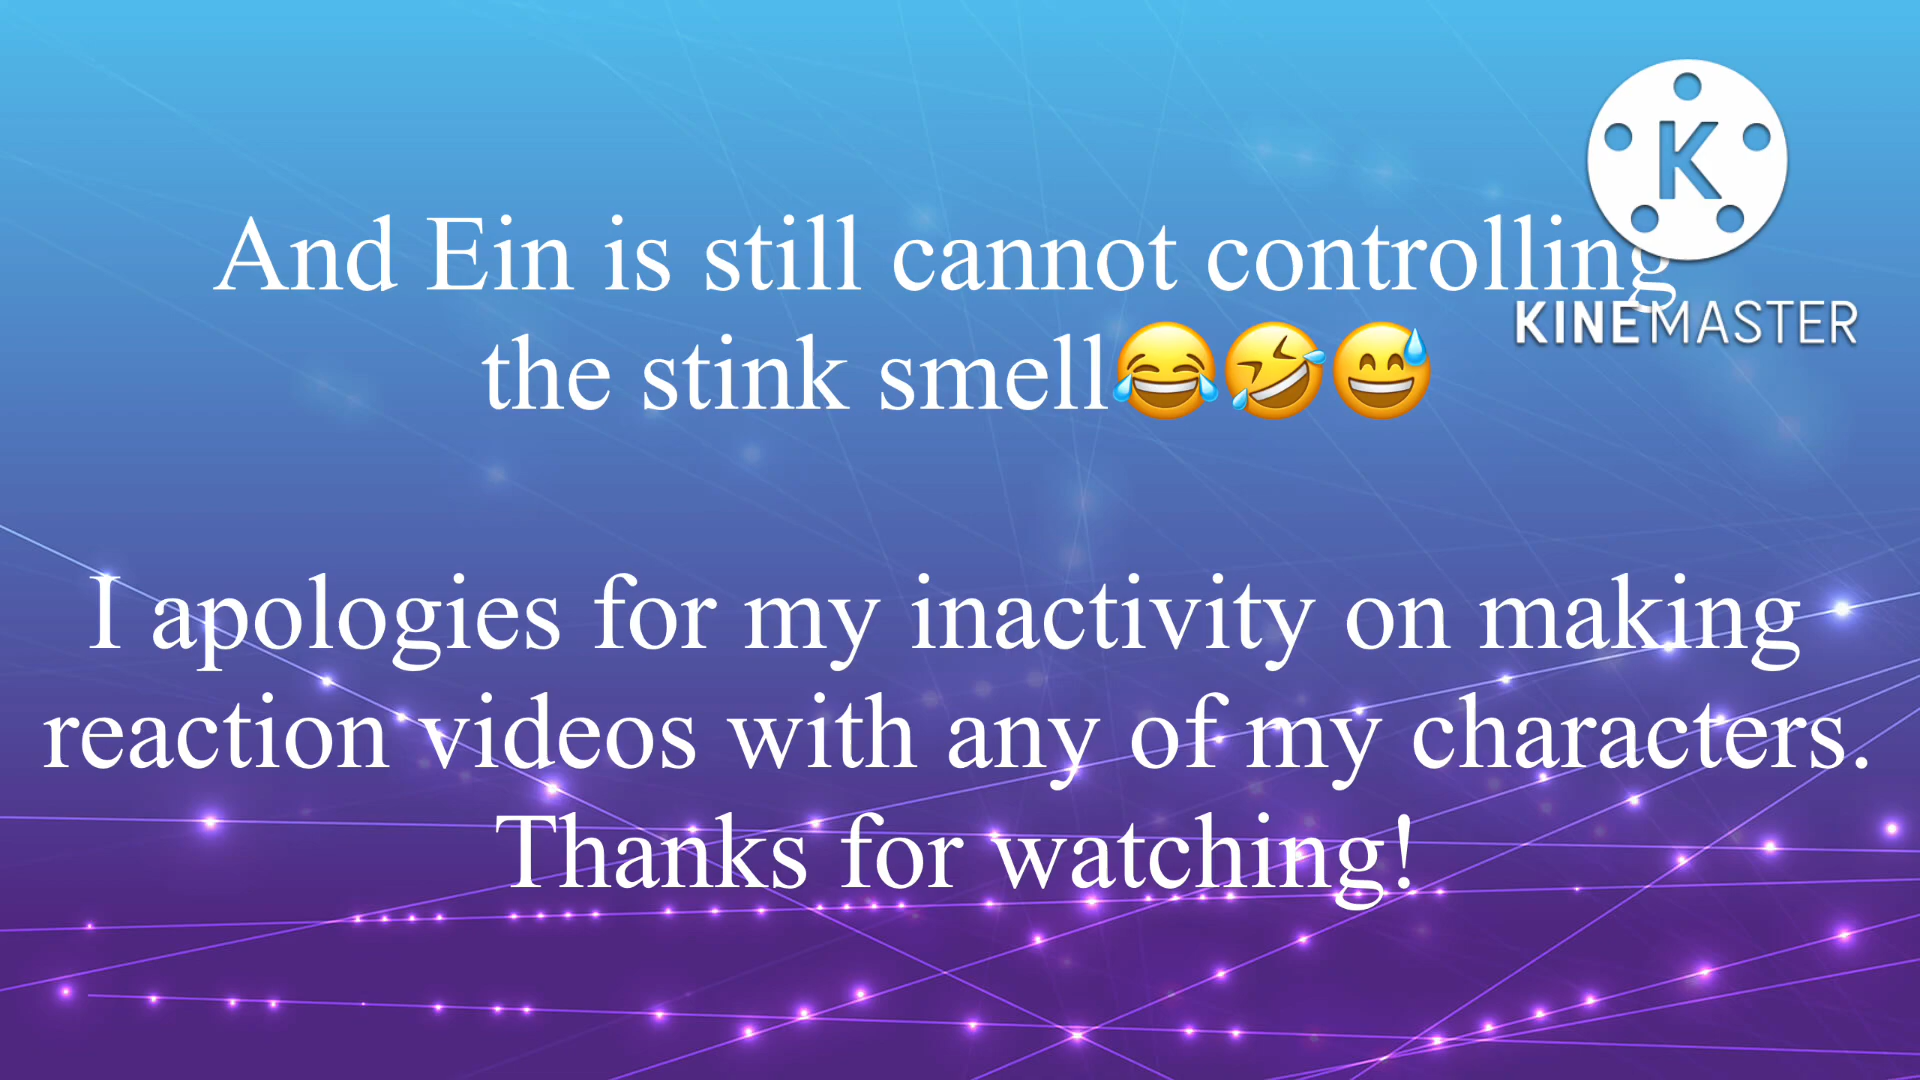 And Ein is still cannot controlling
the stink smell😂🤣😅
I apologies for my inactivity on making
reaction videos with any of my characters.
Thanks for watching!
K
KINEMASTER